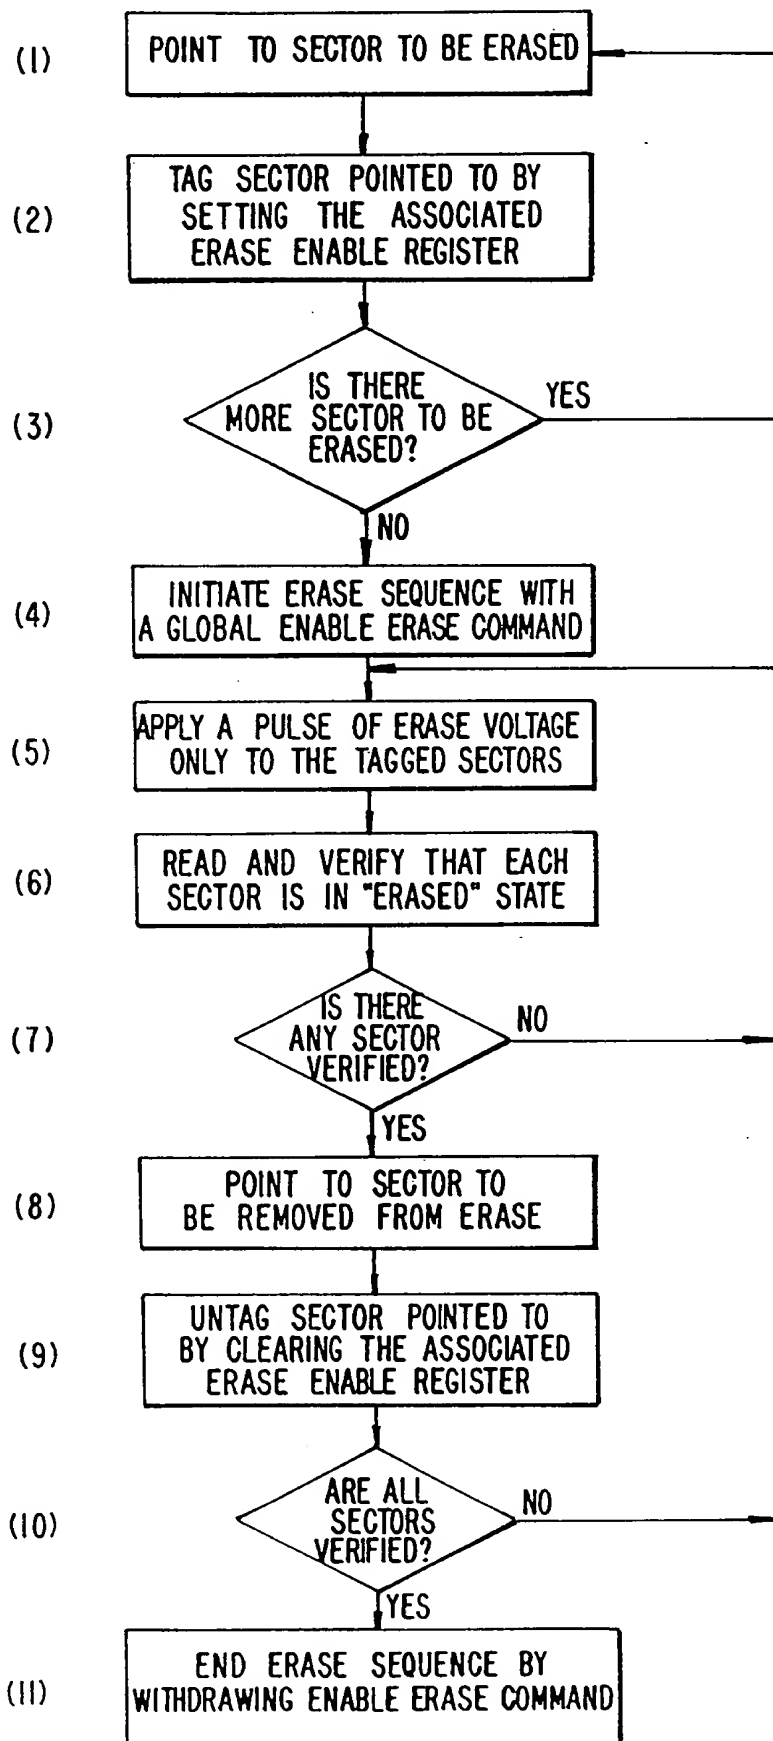 (1)
POINT TO SECTOR TO BE ERASED
(2)
TAG SECTOR POINTED TO BY
SETTING THE ASSOCIATED
ERASE ENABLE REGISTER
(3)
IS THERE
MORE SECTOR TO BE
ERASED?
YES
NO
(4)
INITIATE ERASE SEQUENCE WITH
A GLOBAL ENABLE ERASE COMMAND
(5)
APPLY A PULSE OF ERASE VOLTAGE
ONLY TO THE TAGGED SECTORS
(6)
READ AND VERIFY THAT EACH
SECTOR IS IN "ERASED" STATE
(7)
IS THERE
ANY SECTOR
VERIFIED?
NO
YES
(8)
POINT TO SECTOR TO
BE REMOVED FROM ERASE
(9)
UNTAG SECTOR POINTED TO
BY CLEARING THE ASSOCIATED
ERASE ENABLE REGISTER
(10)
ARE ALL
SECTORS
VERIFIED?
NO
YES
(11)
END ERASE SEQUENCE BY
WITHDRAWING ENABLE ERASE COMMAND